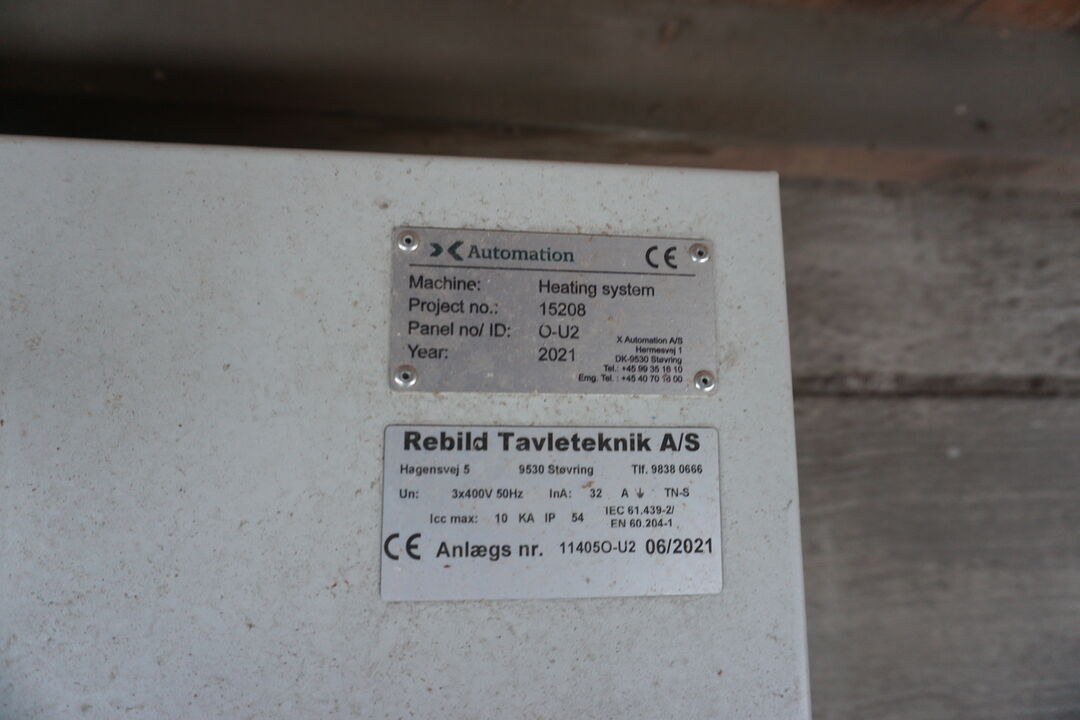 X Automation CE
Machine: Heating system
Project no.: 15208
Panel no/ ID: O-U2
Year: 2021
X Automation A/S
Hermesvej 1
DK-9530 Støvring
Tel.: +45 99 35 16 10
Emg. Tel. : +45 40 70 16 00
Rebild Tavleteknik A/S
Hagensvej 5 9530 Støvring Tlf. 9838 0666
Un: 3x400V 50Hz InA: 32 A TN-S
Icc max: 10 KA IP 54 IEC 61.439-2/
EN 60.204-1
CE Anlægs nr. 11405O-U2 06/2021